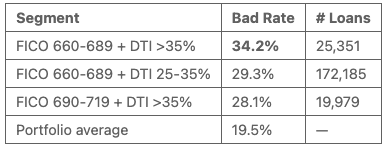 Segment Bad Rate # Loans
FICO 660-689 + DTI >35% 34.2% 25,351
FICO 660-689 + DTI 25-35% 29.3% 172,185
FICO 690-719 + DTI >35% 28.1% 19,979
Portfolio average 19.5% —